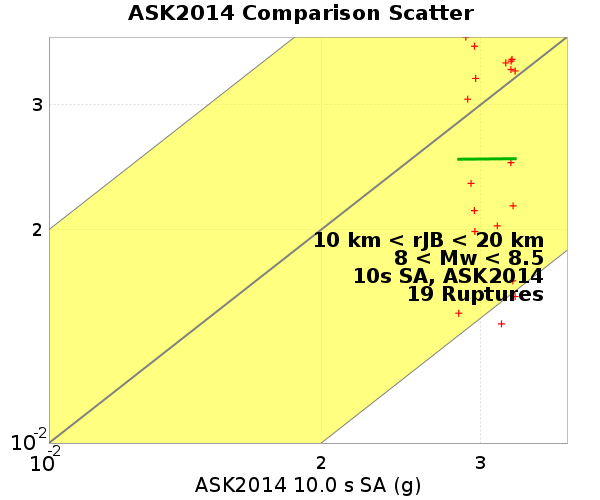 ASK2014 Comparison Scatter
3
2
10 km < rJB < 20 km
8 < Mw < 8.5
10s SA, ASK2014
19 Ruptures
10-2
10-2
2
3
ASK2014 10.0 s SA (g)